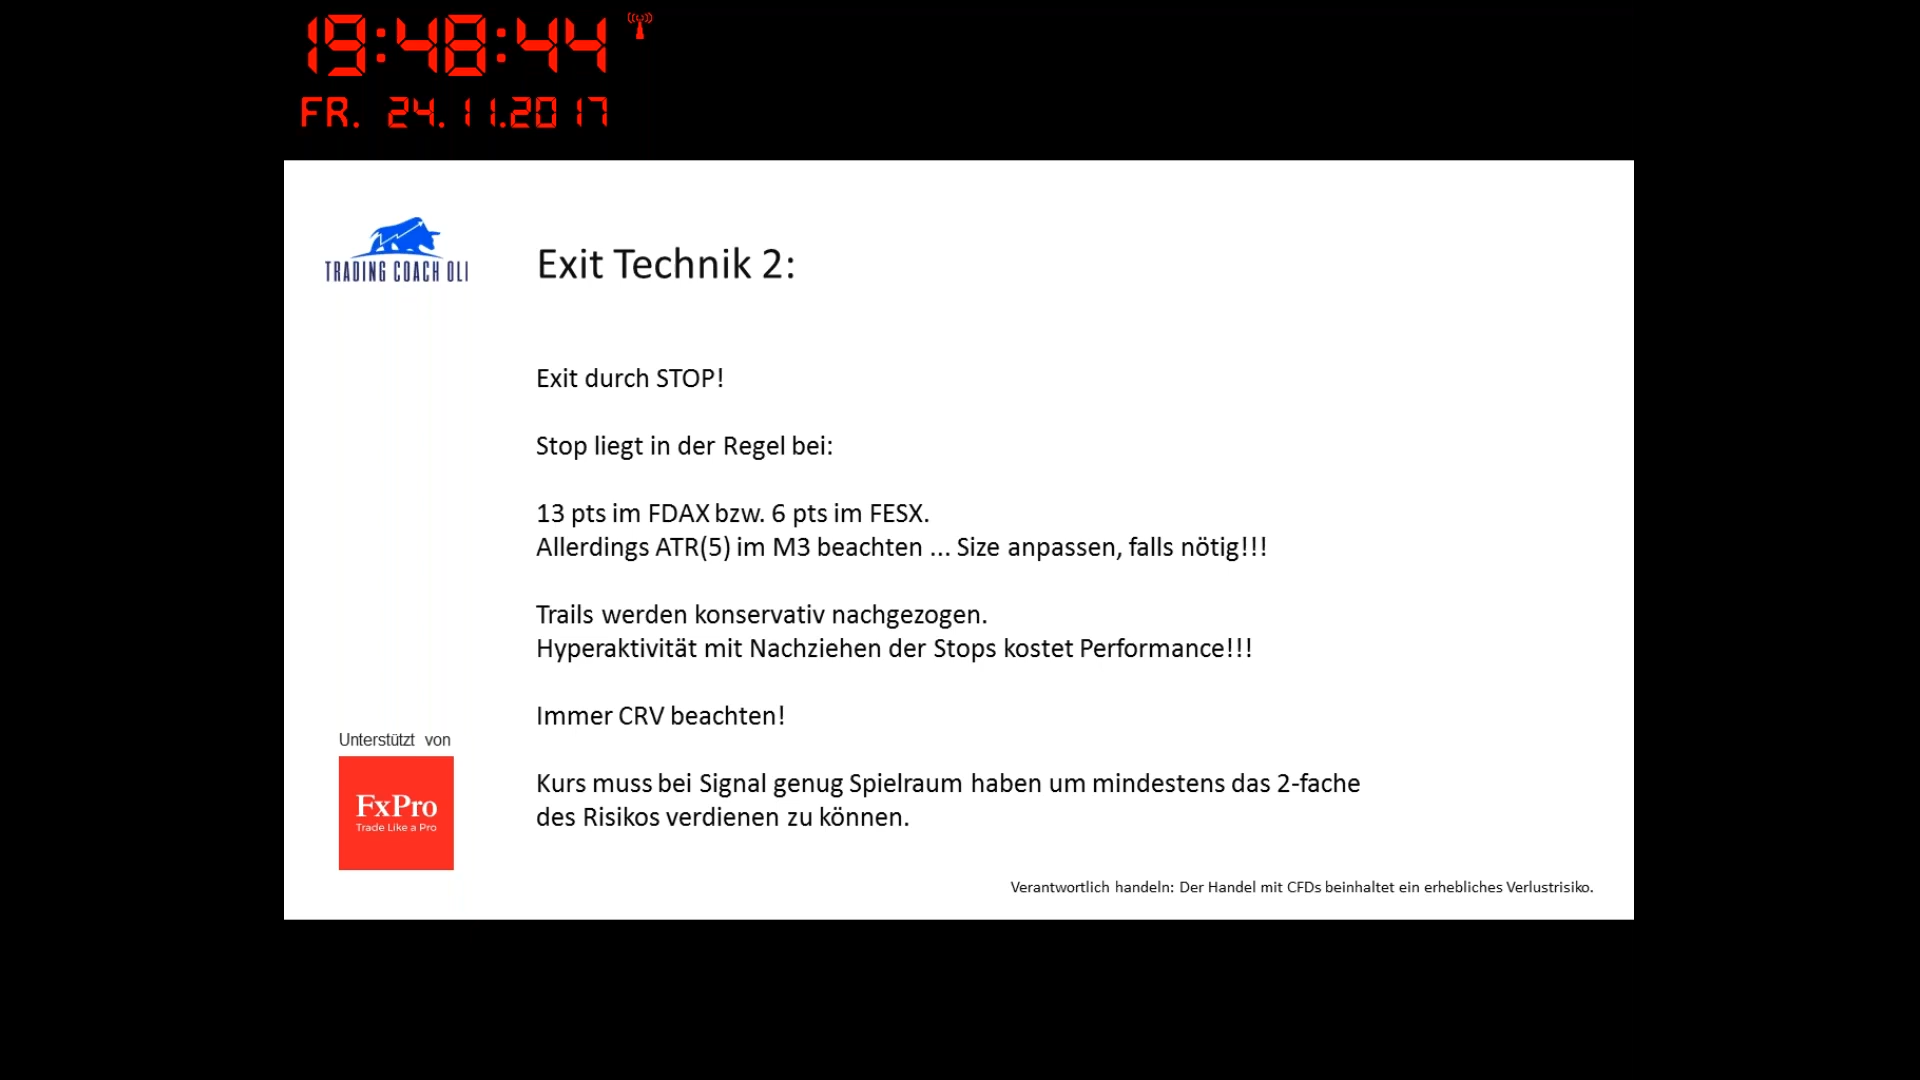 19:48:44
FR. 24.11.2017
TRADING COACH OLI
Exit Technik 2:
Exit durch STOP!
Stop liegt in der Regel bei:
13 pts im FDAX bzw. 6 pts im FESX.
Allerdings ATR(5) im M3 beachten ... Size anpassen, falls nötig!!!
Trails werden konservativ nachgezogen.
Hyperaktivität mit Nachziehen der Stops kostet Performance!!!
Immer CRV beachten!
Kurs muss bei Signal genug Spielraum haben um mindestens das 2-fache
des Risikos verdienen zu können.
Unterstützt von
FxPro
Trade Like a Pro
Verantwortlich handeln: Der Handel mit CFDs beinhaltet ein erhebliches Verlustrisiko.